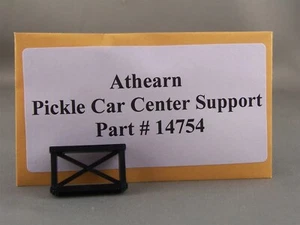 Athearn
Pickle Car Center Support
Part # 14754